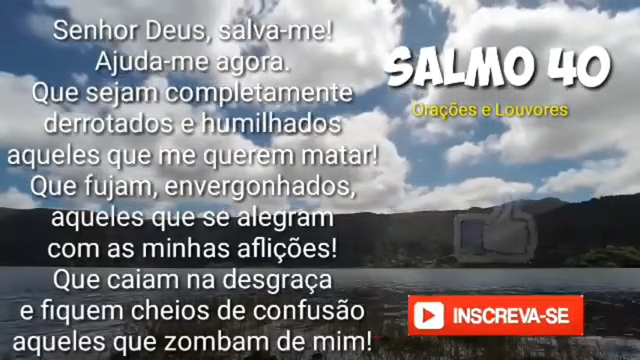 Senhor Deus, salva-me!
Ajuda-me agora.
Que sejam completamente
derrotados e humilhados
aqueles que me querem matar!
Que fujam, envergonhados,
aqueles que se alegram
com as minhas aflições!
Que caiam na desgraça
e fiquem cheios de confusão
aqueles que zombam de mim!
SALMO 40
Orações e Louvores
INSCREVA-SE